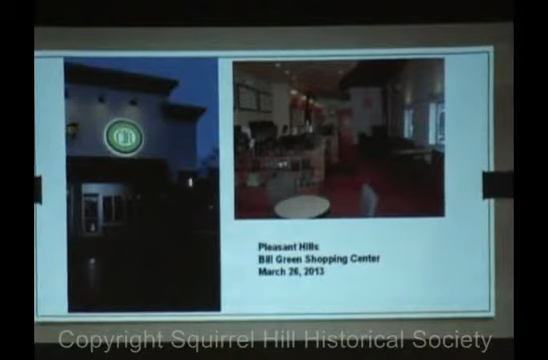 Pleasant Hills
Bill Green Shopping Center
March 26, 2013
Copyright Squirrel Hill Historical Society